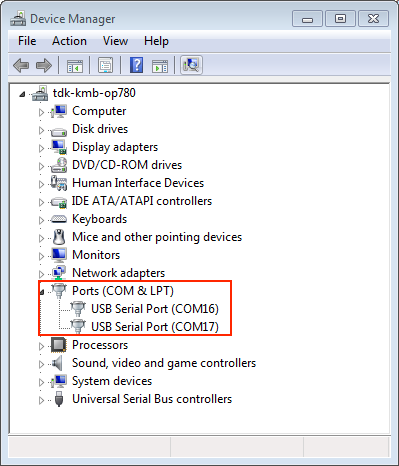 Device Manager
File Action View Help
tdk-kmb-op780
Computer
Disk drives
Display adapters
DVD/CD-ROM drives
Human Interface Devices
IDE ATA/ATAPI controllers
Keyboards
Mice and other pointing devices
Monitors
Network adapters
Ports (COM & LPT)
USB Serial Port (COM16)
USB Serial Port (COM17)
Processors
Sound, video and game controllers
System devices
Universal Serial Bus controllers